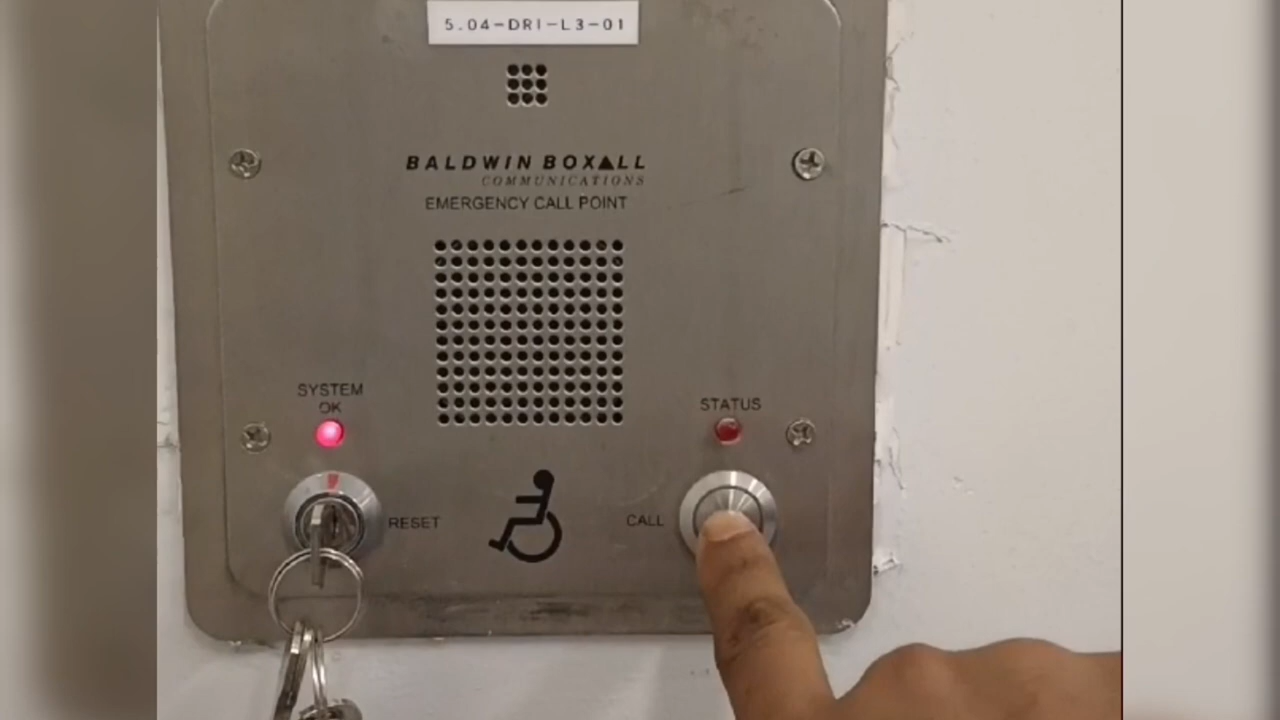 5.04-DRI-L3-01
BALDWIN BOXALL
COMMUNICATIONS
EMERGENCY CALL POINT
SYSTEM
OK
STATUS
RESET
CALL